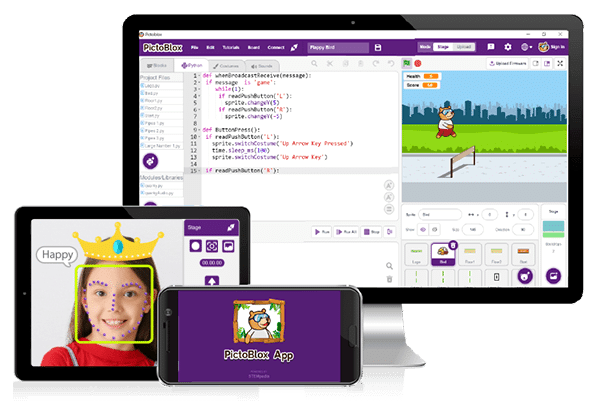 PictoBlox
PictoBlox File Edit Tutorials Board Connect Flappy Bird Mode Stage Upload Sign In
Blocks Python Costumes Sounds Upload Firmware
Project Files
1 def whenBroadcastReceive(message):
2 if message is 'game':
3 while(1):
4 if readPushButton('L'):
5 sprite.changeY(5)
6 if readPushButton('R'):
7 sprite.changeY(-5)
8
9 def ButtonPress():
10 if readPushButton('L'):
11 sprite.switchCostume('Up Arrow Key Pressed')
12 time.sleep_ms(100)
13 sprite.switchCostume('Up Arrow Key')
14
15 if readPushButton('R'):
Modules/Libraries
Run Run All Stop
Health
Score
Sprite Bird
Show Size 100 Direction 90
Stage
Bird
Happy
Stage
00:00:00
PictoBlox App
STEMpedia